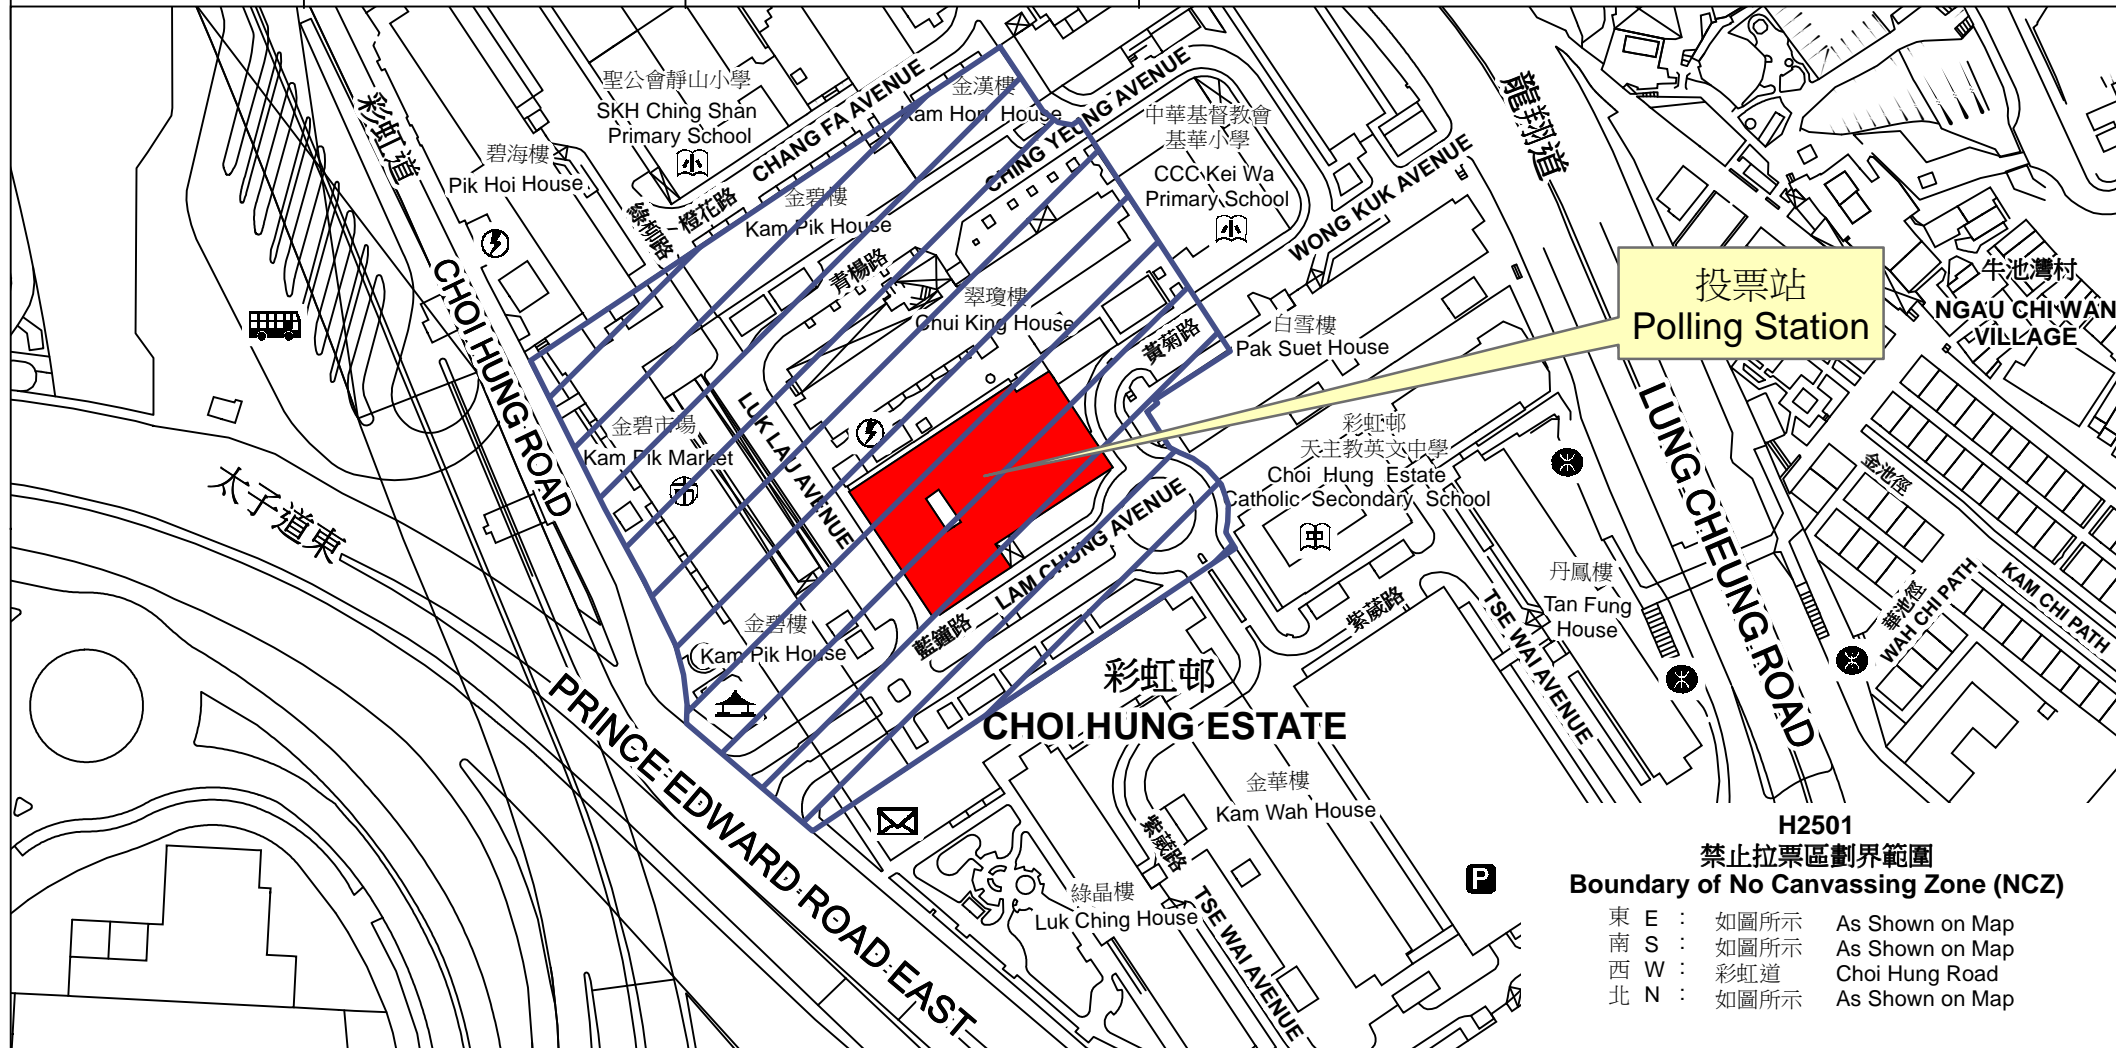 聖公會靜山小學
SKH Ching Shan
Primary School
碧海樓
Pik Hoi House
彩虹道
CHOI HUNG ROAD
綠柳路
橙花路
CHANG FA AVENUE
金漢樓
Kam Hon House
金碧樓
Kam Pik House
青楊路
CHING YEUNG AVENUE
中華基督教會
基華小學
CCC Kei Wa
Primary School
小
小
WONG KUK AVENUE
龍翔道
翠瓊樓
Chui King House
黃菊路
白雪樓
Pak Suet House
投票站
Polling Station
牛池灣村
NGAU CHI WAN
VILLAGE
金碧市場
Kam Pik Market
市
LUK LAU AVENUE
太子道東
彩虹邨
天主教英文中學
Choi Hung Estate
Catholic Secondary School
中
LUNG CHEUNG ROAD
金池徑
KAM CHI PATH
華池徑
WAH CHI PATH
藍鐘路
LAM CHUNG AVENUE
金碧樓
Kam Pik House
紫葳路
TSE WAI AVENUE
丹鳳樓
Tan Fung
House
彩虹邨
CHOI HUNG ESTATE
PRINCE EDWARD ROAD EAST
金華樓
Kam Wah House
紫葳路
TSE WAI AVENUE
綠晶樓
Luk Ching House
P
H2501
禁止拉票區劃界範圍
Boundary of No Canvassing Zone (NCZ)
東 E : 如圖所示 As Shown on Map
南 S : 如圖所示 As Shown on Map
西 W : 彩虹道 Choi Hung Road
北 N : 如圖所示 As Shown on Map